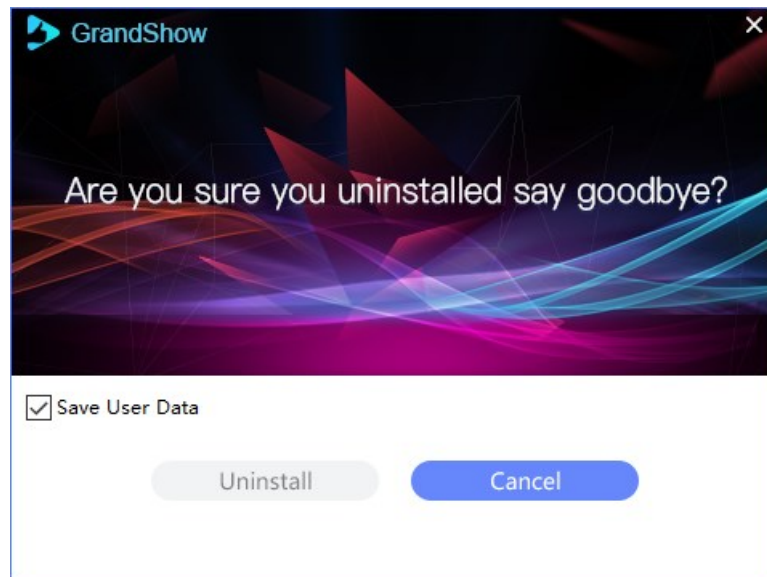 GrandShow
Are you sure you uninstalled say goodbye?
Save User Data
Uninstall
Cancel